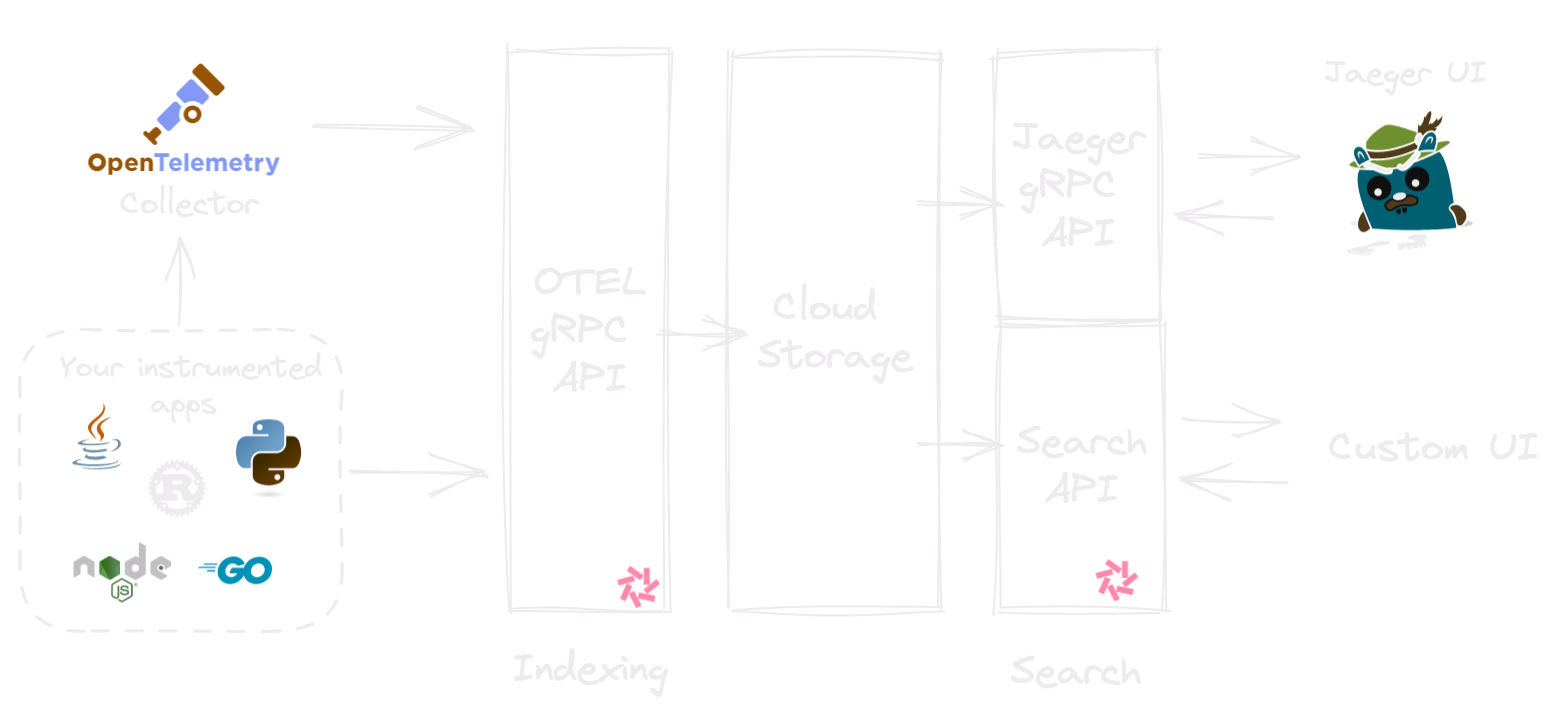 OpenTelemetry
Collector
Your instrumented
apps
R
node
JS
GO
OTEL
gRPC
API
Indexing
Cloud
Storage
Jaeger
gRPC
API
Search
API
Search
Jaeger UI
Custom UI